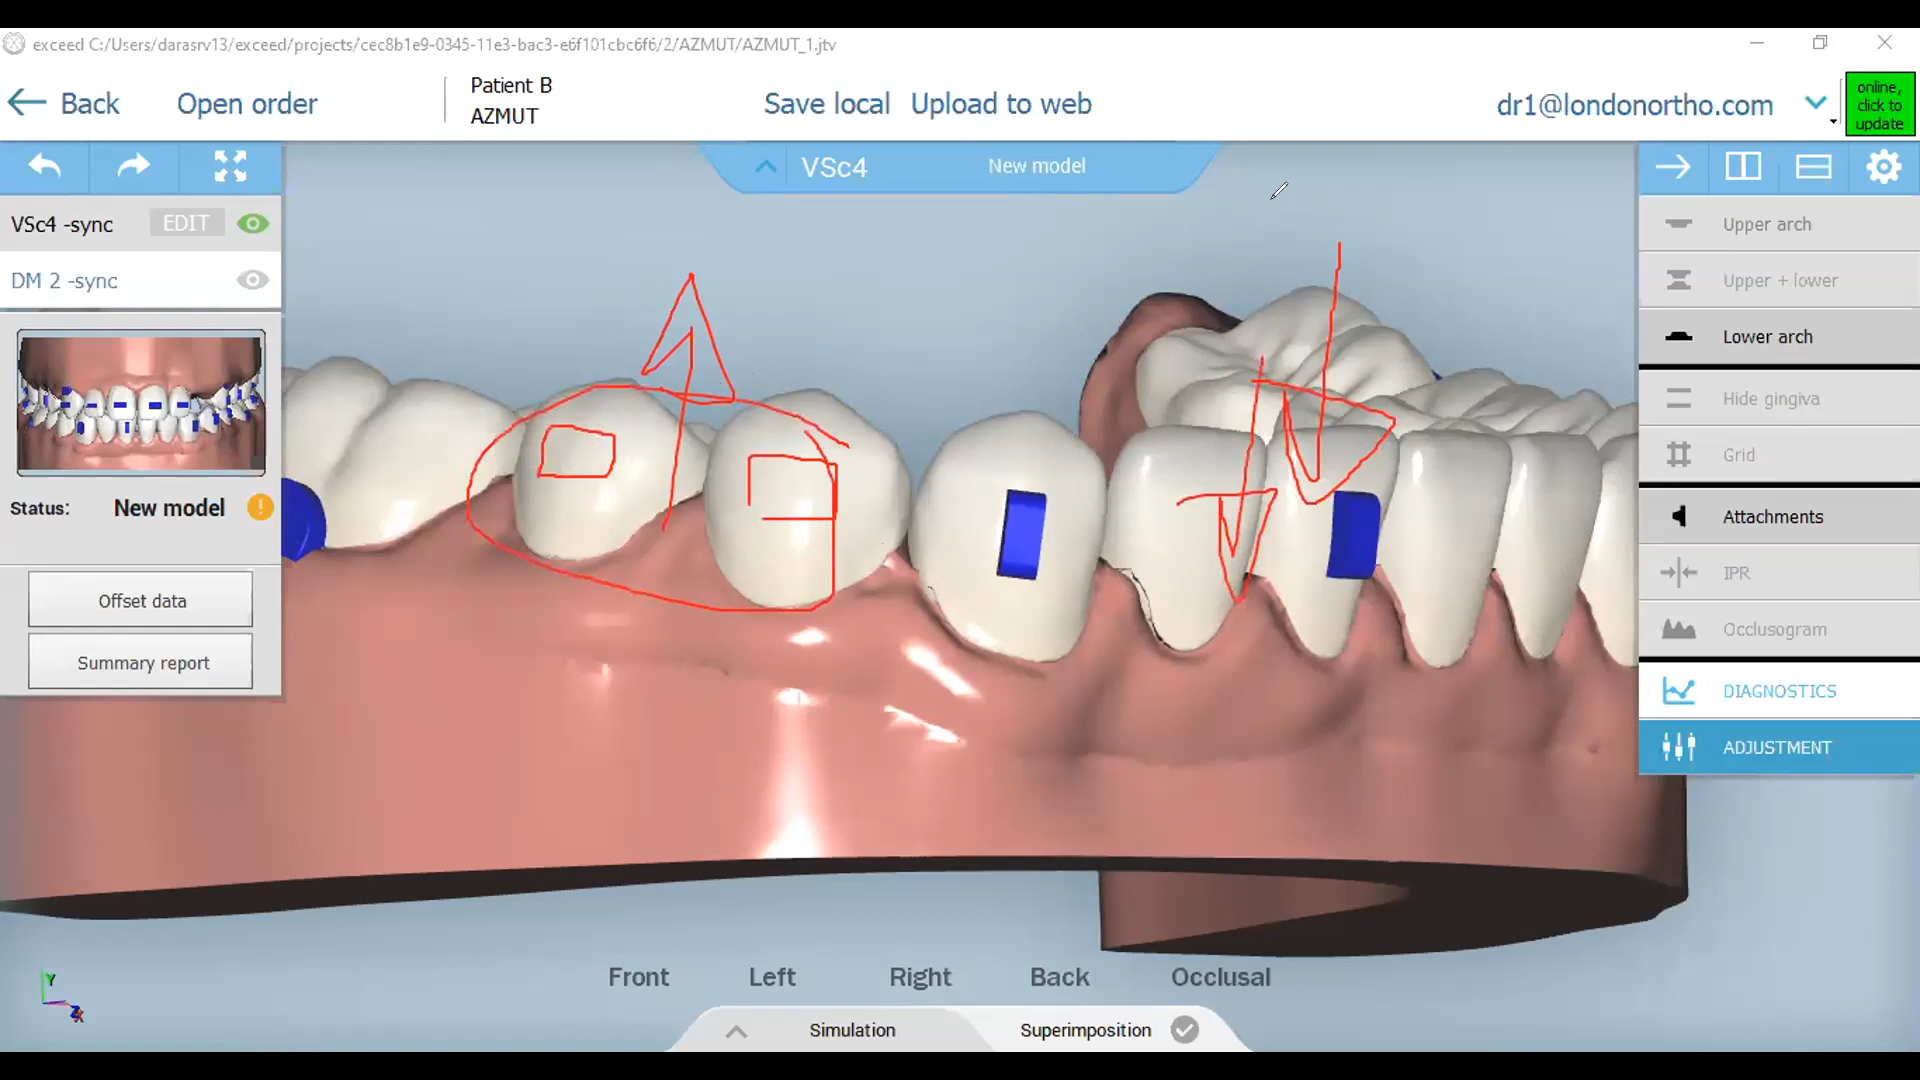 exceed C:/Users/darasrv13/exceed/projects/cec8b1e9-0345-11e3-bac3-e6f101cbc6f6/2/AZMUT/AZMUT_1.jtv
Back
Open order
Patient B
AZMUT
Save local
Upload to web
dr1@londonortho.com
online,
click to
update
VSc4
New model
VSc4 -sync
EDIT
DM 2 -sync
Status:
New model
Offset data
Summary report
Upper arch
Upper + lower
Lower arch
Hide gingiva
Grid
Attachments
IPR
Occlusogram
DIAGNOSTICS
ADJUSTMENT
Y
Front
Left
Right
Back
Occlusal
Simulation
Superimposition